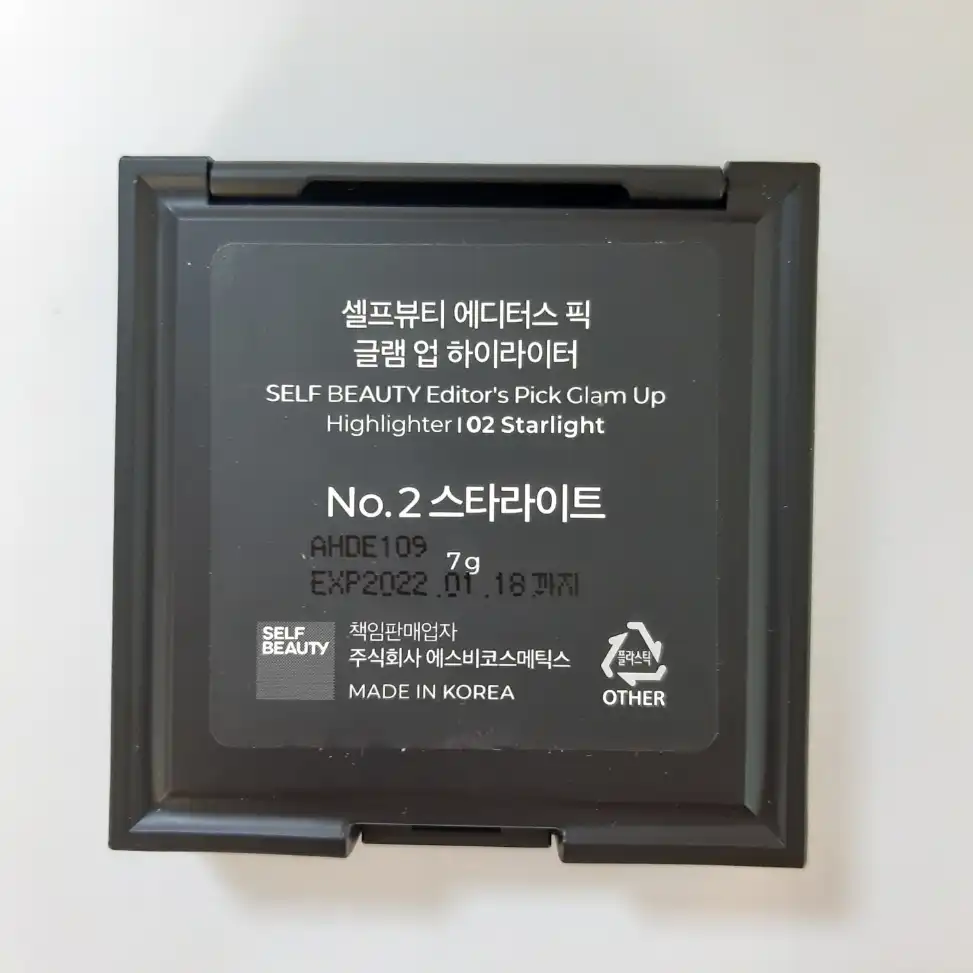 셀프뷰티 에디터스 픽
글램 업 하이라이터
SELF BEAUTY Editor's Pick Glam Up
Highlighter I 02 Starlight
No. 2 스타라이트
AHDE109
7g
EXP2022.01.18까지
SELF
BEAUTY
책임판매업자
주식회사 에스비코스메틱스
MADE IN KOREA
플라스틱
OTHER